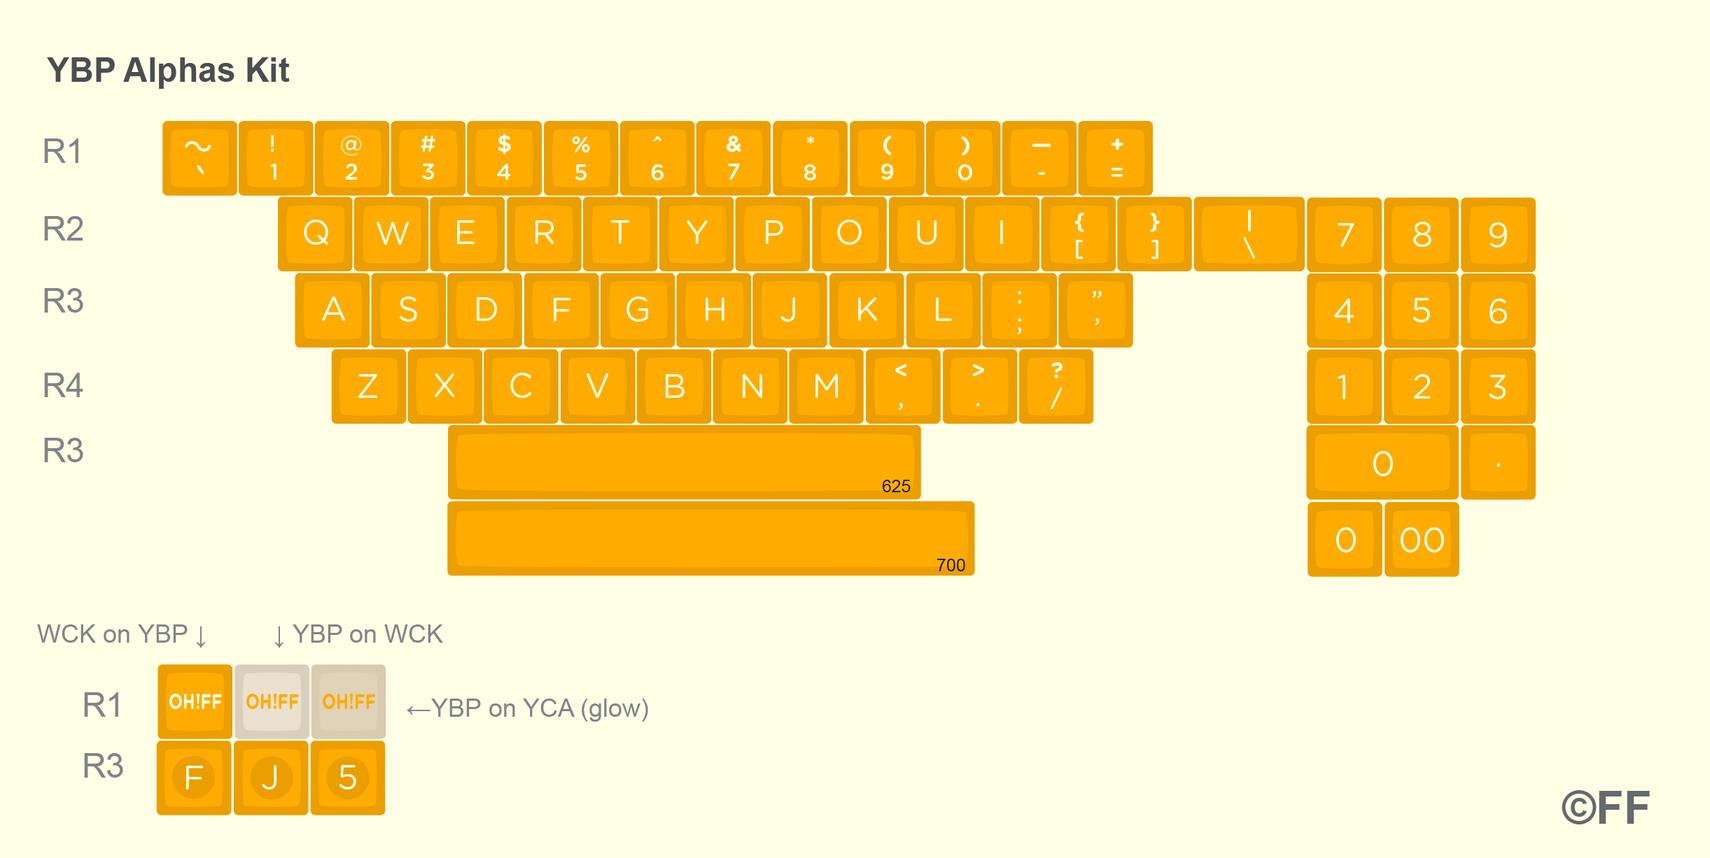 YBP Alphas Kit
R1 ~ ` ! 1 @ 2 # 3 $ 4 % 5 ^ 6 & 7 * 8 ( 9 ) 0 — - + =
R2 Q W E R T Y P O U I { [ } ] | \ 7 8 9
R3 A S D F G H J K L : ; " ' 4 5 6
R4 Z X C V B N M < , > . ? / 1 2 3
R3 625 0 .
700 0 00
WCK on YBP ↓ ↓ YBP on WCK
R1 OH!FF OH!FF OH!FF ←YBP on YCA (glow)
R3 F J 5
©FF